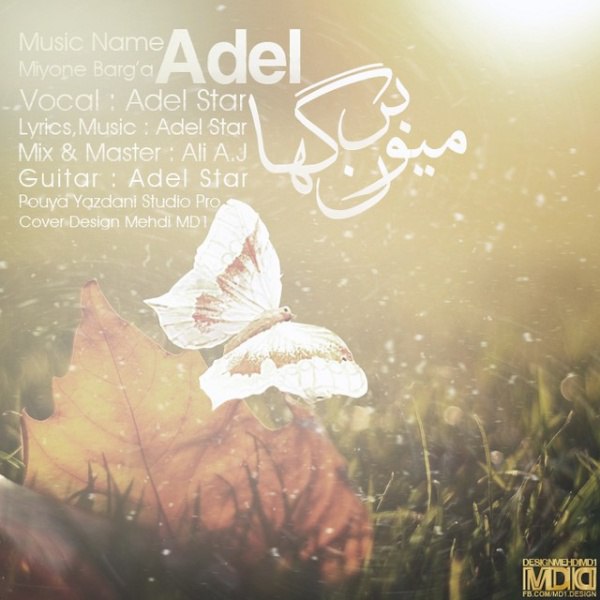 Music Name
Adel
Miyone Barg'a
Vocal : Adel Star
Lyrics,Music : Adel Star
Mix & Master : Ali A.J
Guitar : Adel Star
Pouya Yazdani Studio Pro
Cover Design Mehdi MD1
میون برگها
DESIGNMEHDIMD1
MD1D
FB.COM/MD1.DESIGN